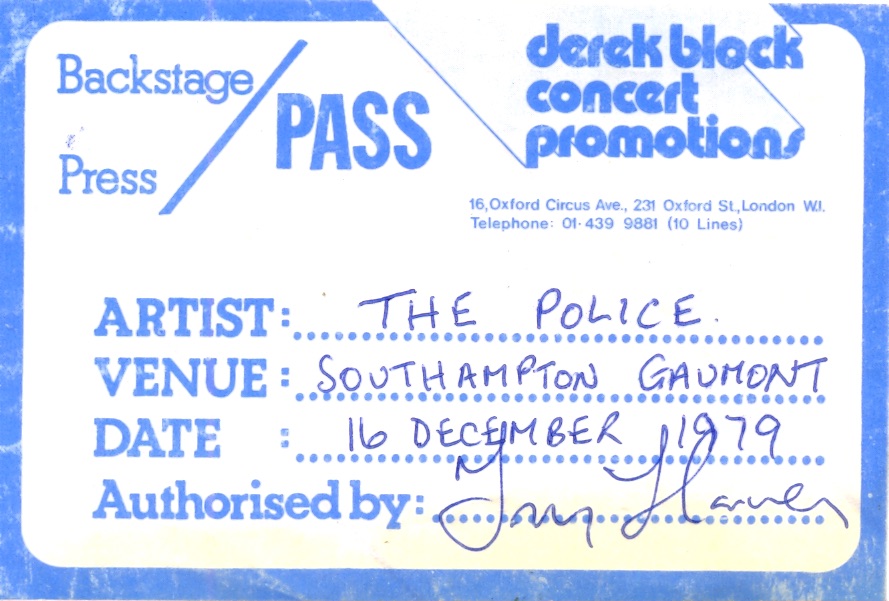 Backstage
Press
PASS
derek block
concert
promotions
16, Oxford Circus Ave., 231 Oxford St., London W.I.
Telephone: 01-439 9881 (10 Lines)
ARTIST: THE POLICE.
VENUE: SOUTHAMPTON GAUMONT
DATE : 16 DECEMBER 1979
Authorised by: